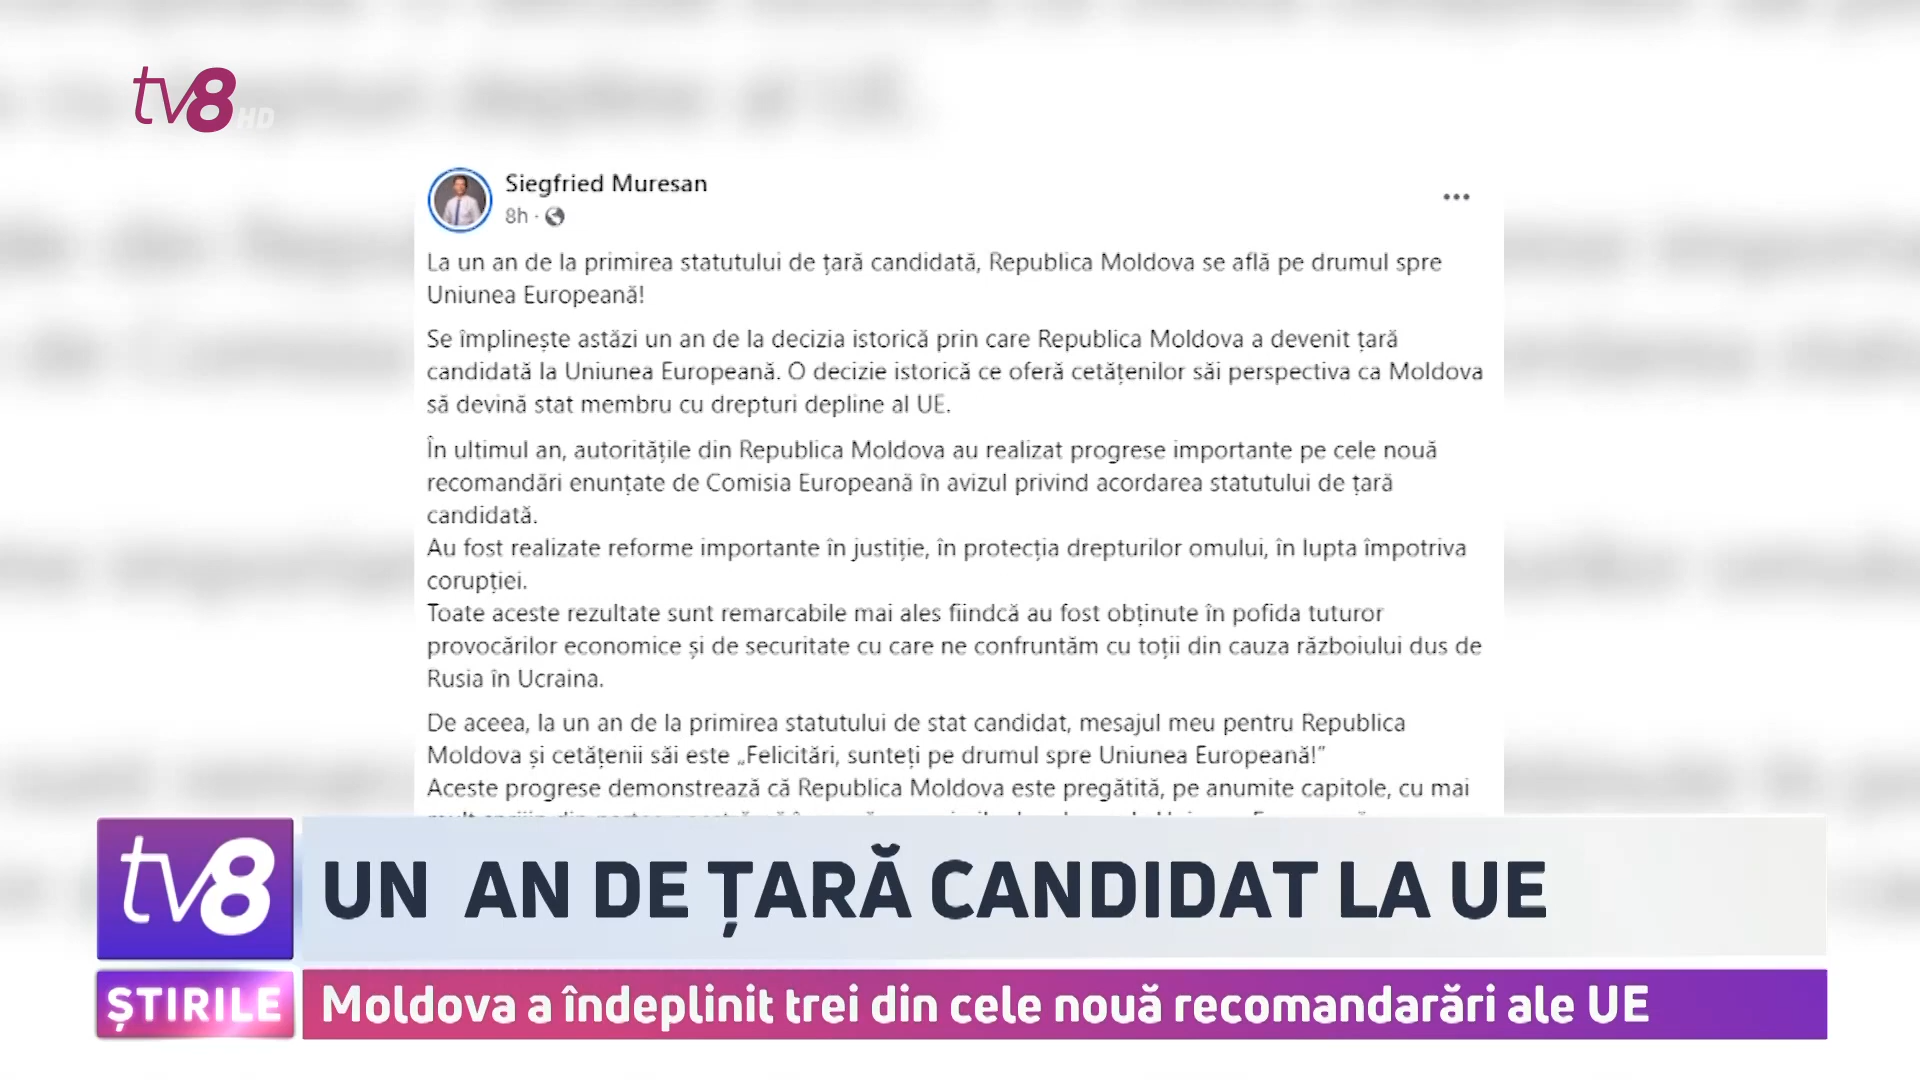 tv8 HD
Siegfried Muresan
8h ·
La un an de la primirea statutului de țară candidată, Republica Moldova se află pe drumul spre
Uniunea Europeană!
Se împlinește astăzi un an de la decizia istorică prin care Republica Moldova a devenit țară
candidată la Uniunea Europeană. O decizie istorică ce oferă cetățenilor săi perspectiva ca Moldova
să devină stat membru cu drepturi depline al UE.
În ultimul an, autoritățile din Republica Moldova au realizat progrese importante pe cele nouă
recomandări enunțate de Comisia Europeană în avizul privind acordarea statutului de țară
candidată.
Au fost realizate reforme importante în justiție, în protecția drepturilor omului, în lupta împotriva
corupției.
Toate aceste rezultate sunt remarcabile mai ales fiindcă au fost obținute în pofida tuturor
provocărilor economice și de securitate cu care ne confruntăm cu toții din cauza războiului dus de
Rusia în Ucraina.
De aceea, la un an de la primirea statutului de stat candidat, mesajul meu pentru Republica
Moldova și cetățenii săi este „Felicitări, sunteți pe drumul spre Uniunea Europeană!”
Aceste progrese demonstrează că Republica Moldova este pregătită, pe anumite capitole, cu mai
tv8
UN AN DE ȚARĂ CANDIDAT LA UE
ȘTIRILE
Moldova a îndeplinit trei din cele nouă recomandarări ale UE